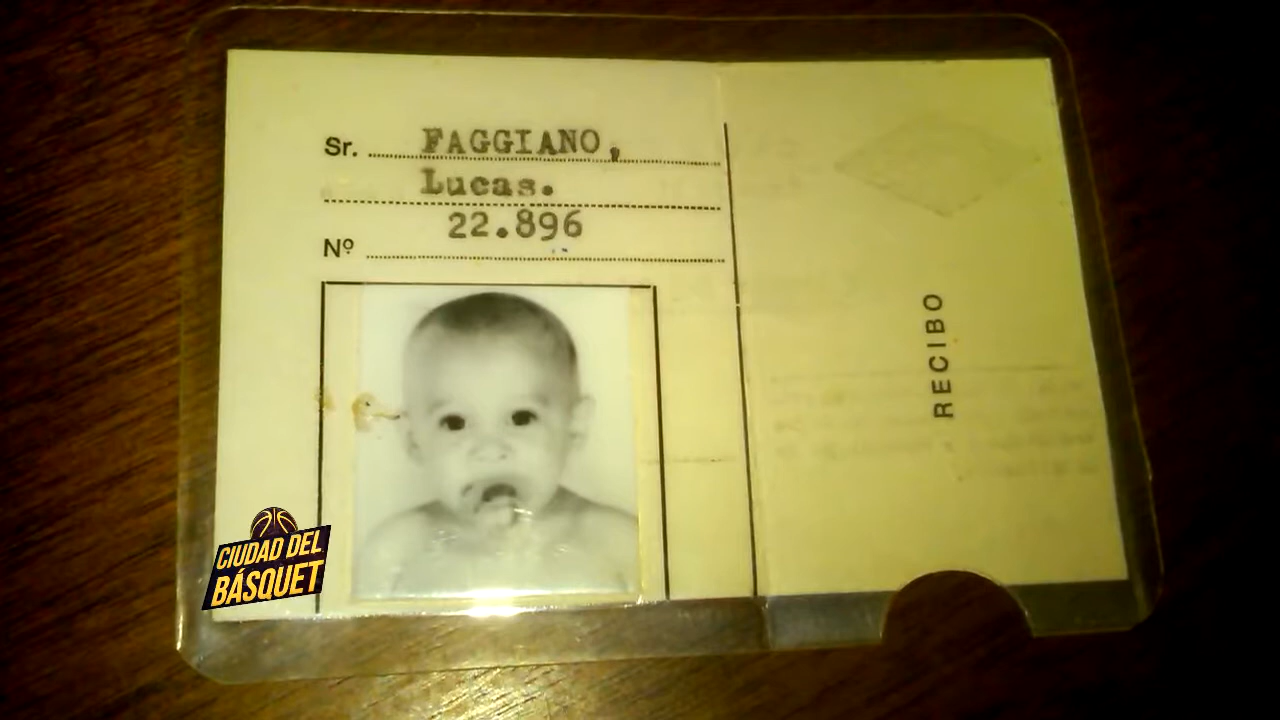 Sr. FAGGIANO,
Lucas.
22.896
Nº
RECIBO
CIUDAD DEL
BÁSQUET